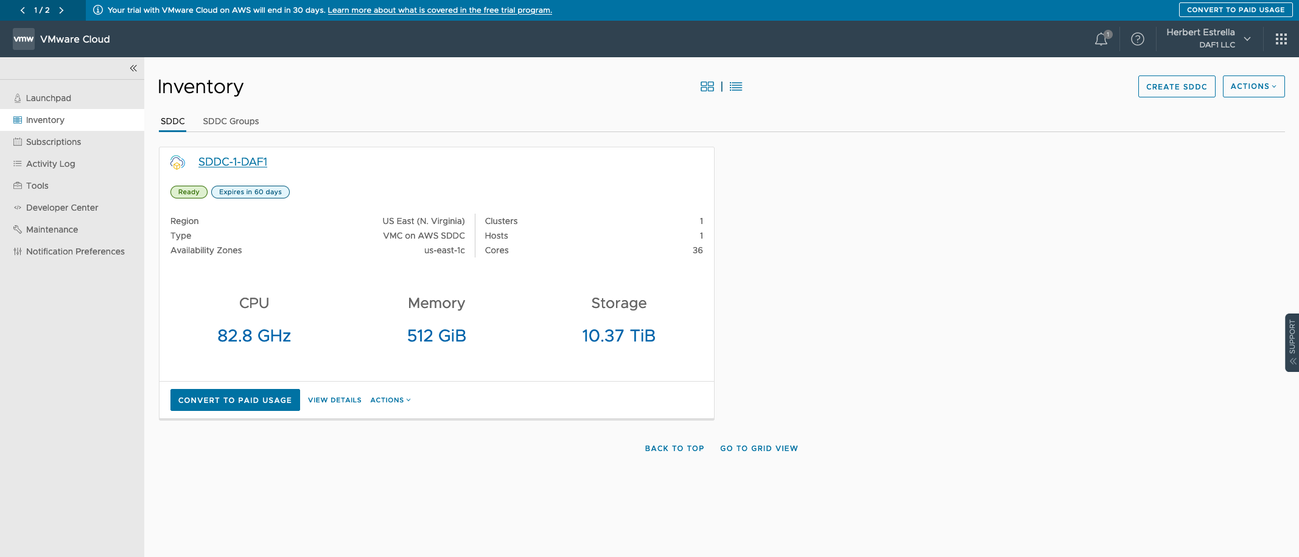 1 / 2
Your trial with VMware Cloud on AWS will end in 30 days. Learn more about what is covered in the free trial program.
CONVERT TO PAID USAGE
vmw VMware Cloud
1
Herbert Estrella
DAF1 LLC
Launchpad
Inventory
Subscriptions
Activity Log
Tools
Developer Center
Maintenance
Notification Preferences
Inventory
CREATE SDDC
ACTIONS
SDDC
SDDC Groups
SDDC-1-DAF1
Ready
Expires in 60 days
Region US East (N. Virginia)
Type VMC on AWS SDDC
Availability Zones us-east-1c
Clusters 1
Hosts 1
Cores 36
CPU
82.8 GHz
Memory
512 GiB
Storage
10.37 TiB
CONVERT TO PAID USAGE
VIEW DETAILS
ACTIONS
BACK TO TOP
GO TO GRID VIEW
SUPPORT